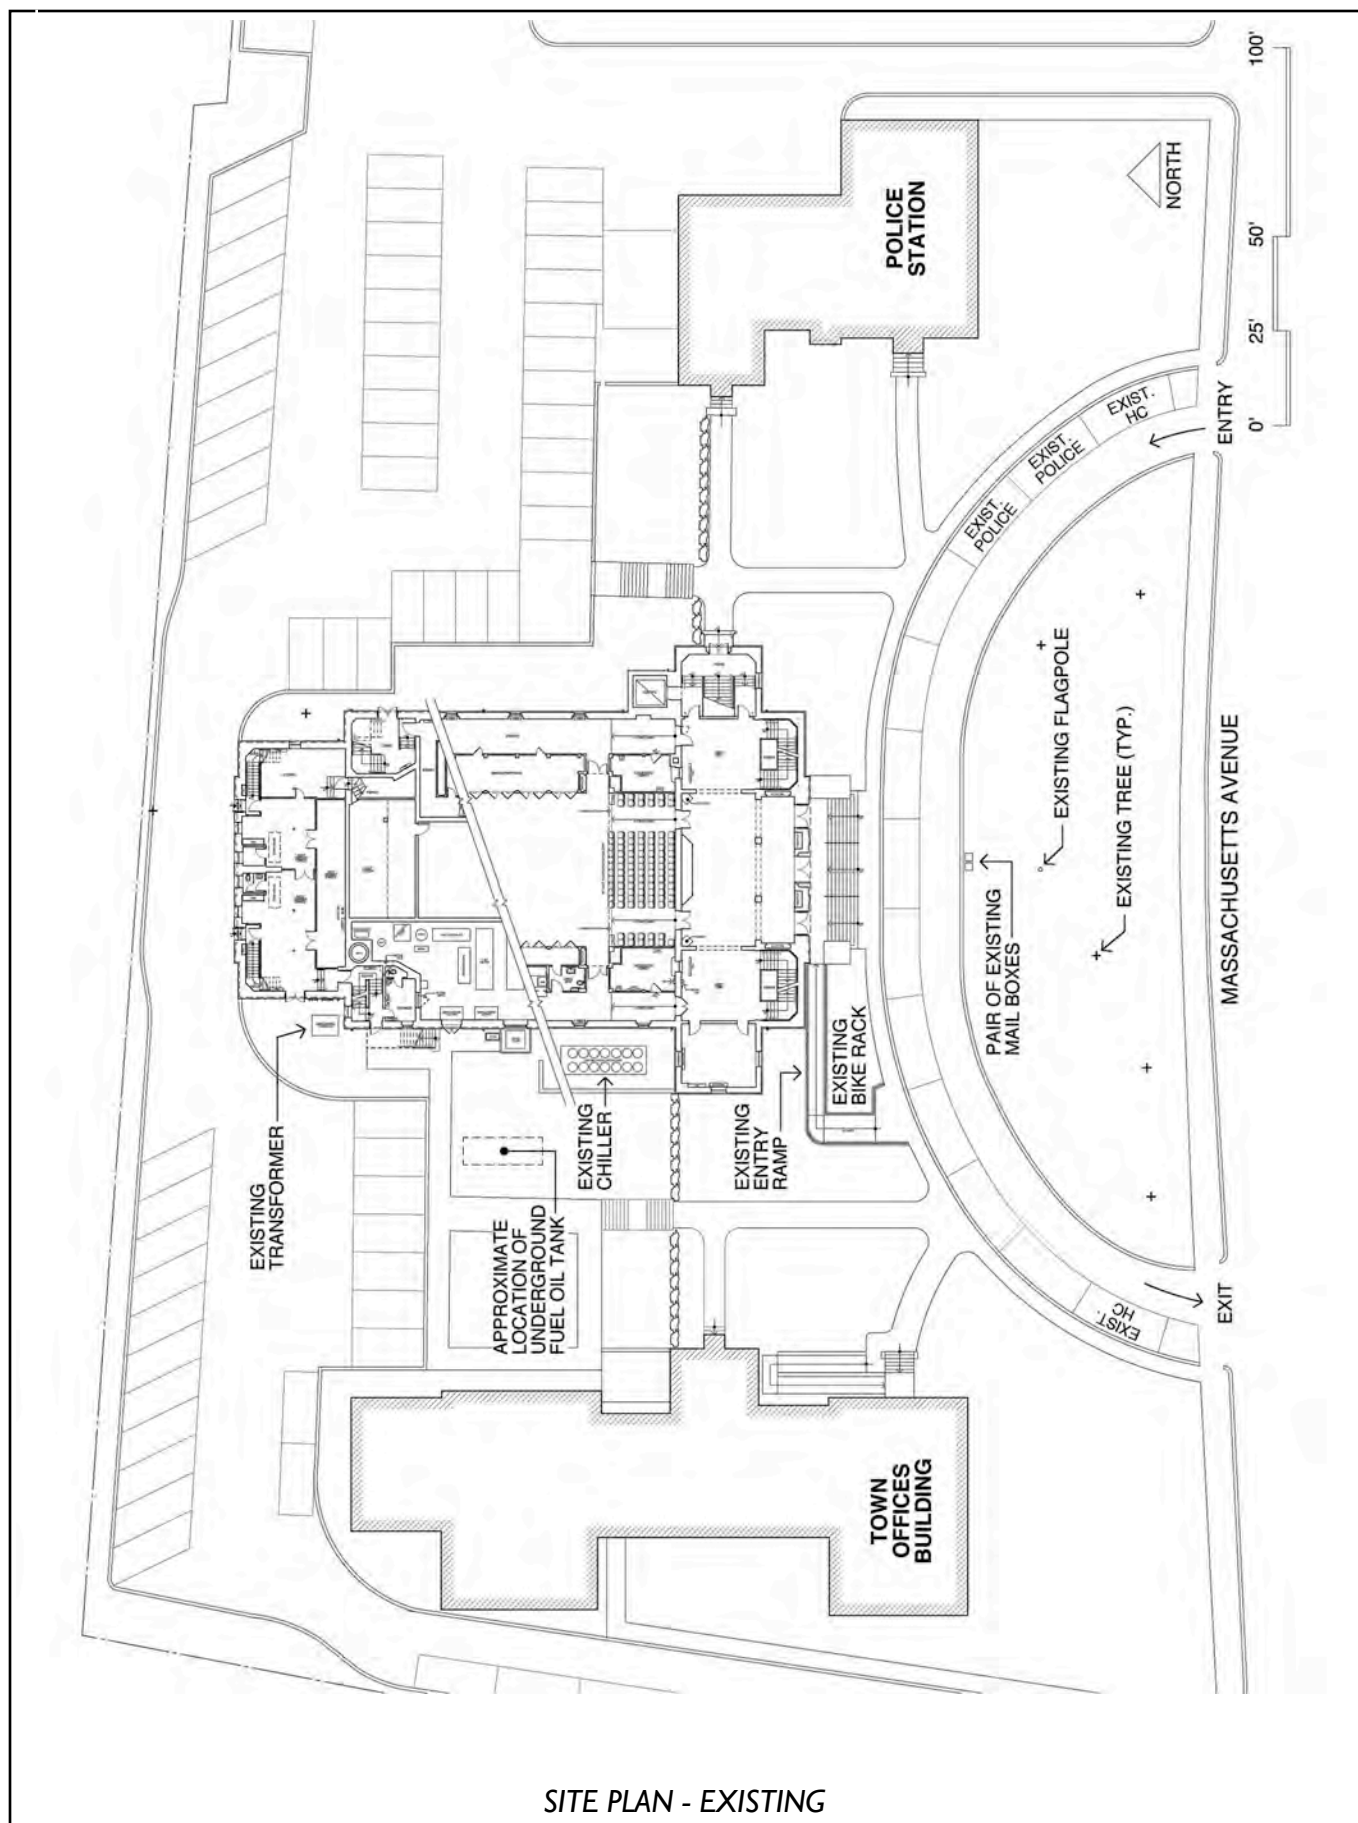 100'
50'
25'
0'
NORTH
POLICE
STATION
EXIST.
HC
EXIST.
POLICE
EXIST.
POLICE
ENTRY
EXISTING FLAGPOLE
EXISTING TREE (TYP.)
MASSACHUSETTS AVENUE
PAIR OF EXISTING
MAIL BOXES
EXISTING
BIKE RACK
EXISTING
ENTRY
RAMP
EXISTING
CHILLER
EXISTING
TRANSFORMER
APPROXIMATE
LOCATION OF
UNDERGROUND
FUEL OIL TANK
EXIST.
HC
EXIT
TOWN
OFFICES
BUILDING
SITE PLAN - EXISTING